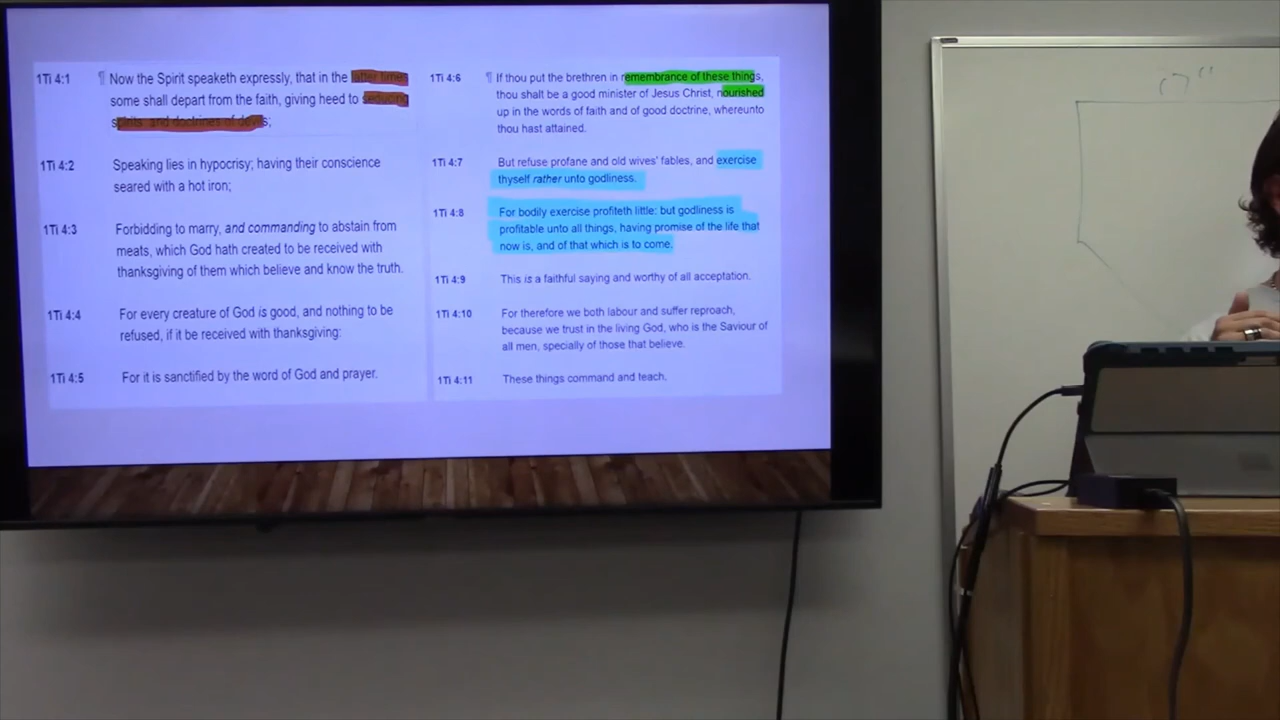 1Ti 4:1 ¶ Now the Spirit speaketh expressly, that in the latter times
some shall depart from the faith, giving heed to seducing
spirits, and doctrines of devils;
1Ti 4:2 Speaking lies in hypocrisy; having their conscience
seared with a hot iron;
1Ti 4:3 Forbidding to marry, and commanding to abstain from
meats, which God hath created to be received with
thanksgiving of them which believe and know the truth.
1Ti 4:4 For every creature of God is good, and nothing to be
refused, if it be received with thanksgiving:
1Ti 4:5 For it is sanctified by the word of God and prayer.
1Ti 4:6 ¶ If thou put the brethren in remembrance of these things,
thou shalt be a good minister of Jesus Christ, nourished
up in the words of faith and of good doctrine, whereunto
thou hast attained.
1Ti 4:7 But refuse profane and old wives' fables, and exercise
thyself rather unto godliness.
1Ti 4:8 For bodily exercise profiteth little: but godliness is
profitable unto all things, having promise of the life that
now is, and of that which is to come.
1Ti 4:9 This is a faithful saying and worthy of all acceptation.
1Ti 4:10 For therefore we both labour and suffer reproach,
because we trust in the living God, who is the Saviour of
all men, specially of those that believe.
1Ti 4:11 These things command and teach.